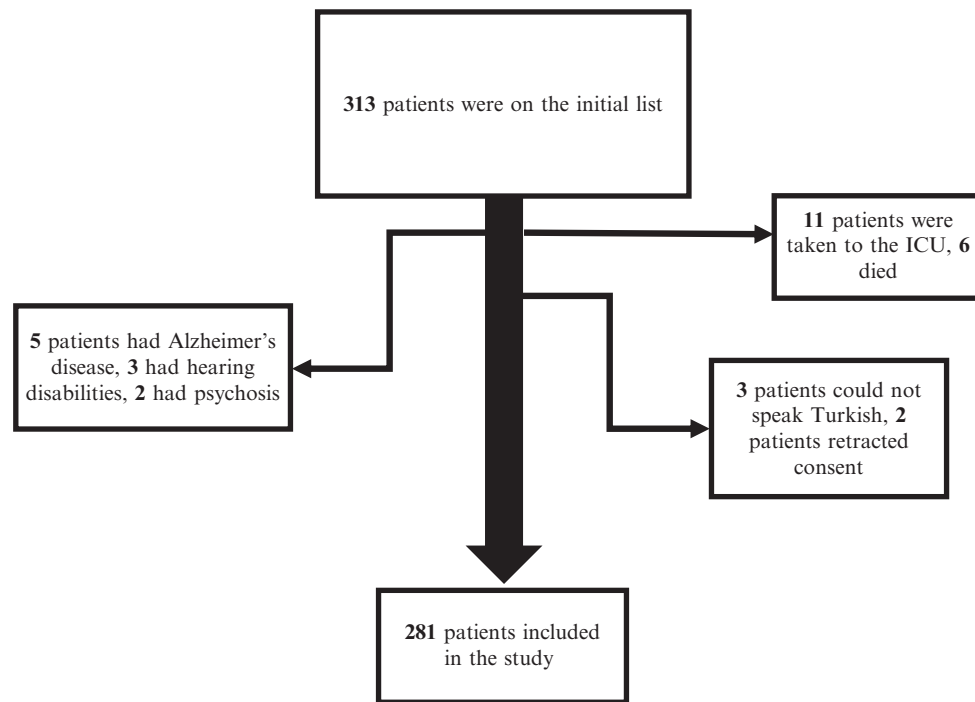 313 patients were on the initial list
11 patients were
taken to the ICU, 6
died
5 patients had Alzheimer's
disease, 3 had hearing
disabilities, 2 had psychosis
3 patients could not
speak Turkish, 2
patients retracted
consent
281 patients included
in the study